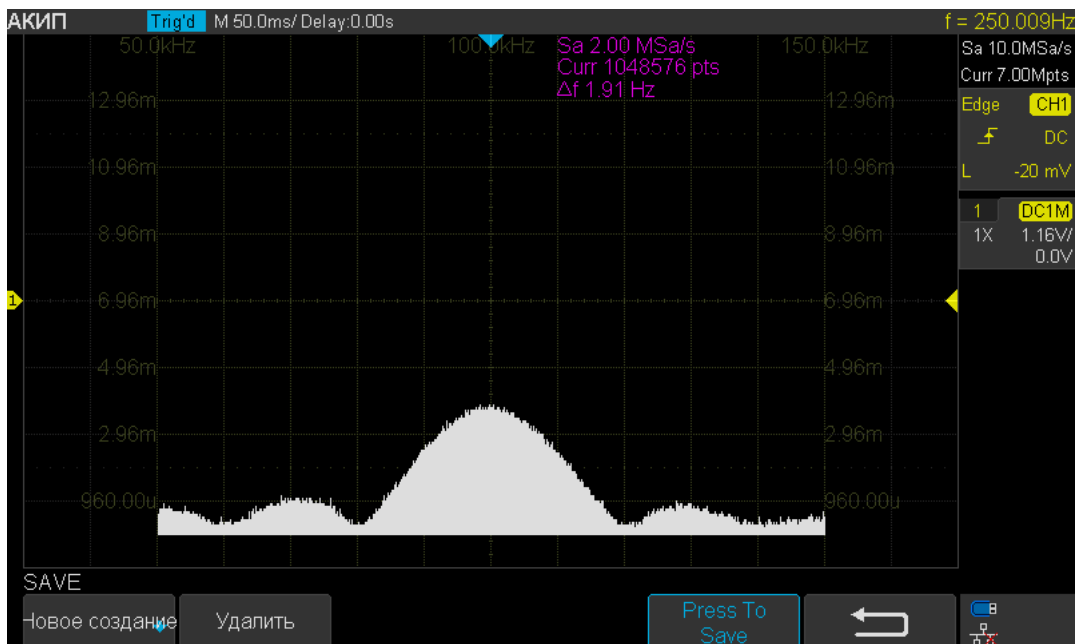 АКИП Trig'd M 50.0ms/ Delay:0.00s f = 250.009Hz
50.0kHz 100.0kHz 150.0kHz
Sa 2.00 MSa/s
Curr 1048576 pts
Δf 1.91 Hz
Sa 10.0MSa/s
Curr 7.00Mpts
Edge CH1
DC
L -20 mV
1 DC1M
1X 1.16V/
0.0V
12.96m 12.96m
10.96m 10.96m
8.96m 8.96m
1 6.96m 6.96m
4.96m 4.96m
2.96m 2.96m
960.00u 960.00u
SAVE
Новое создание Удалить Press To
Save